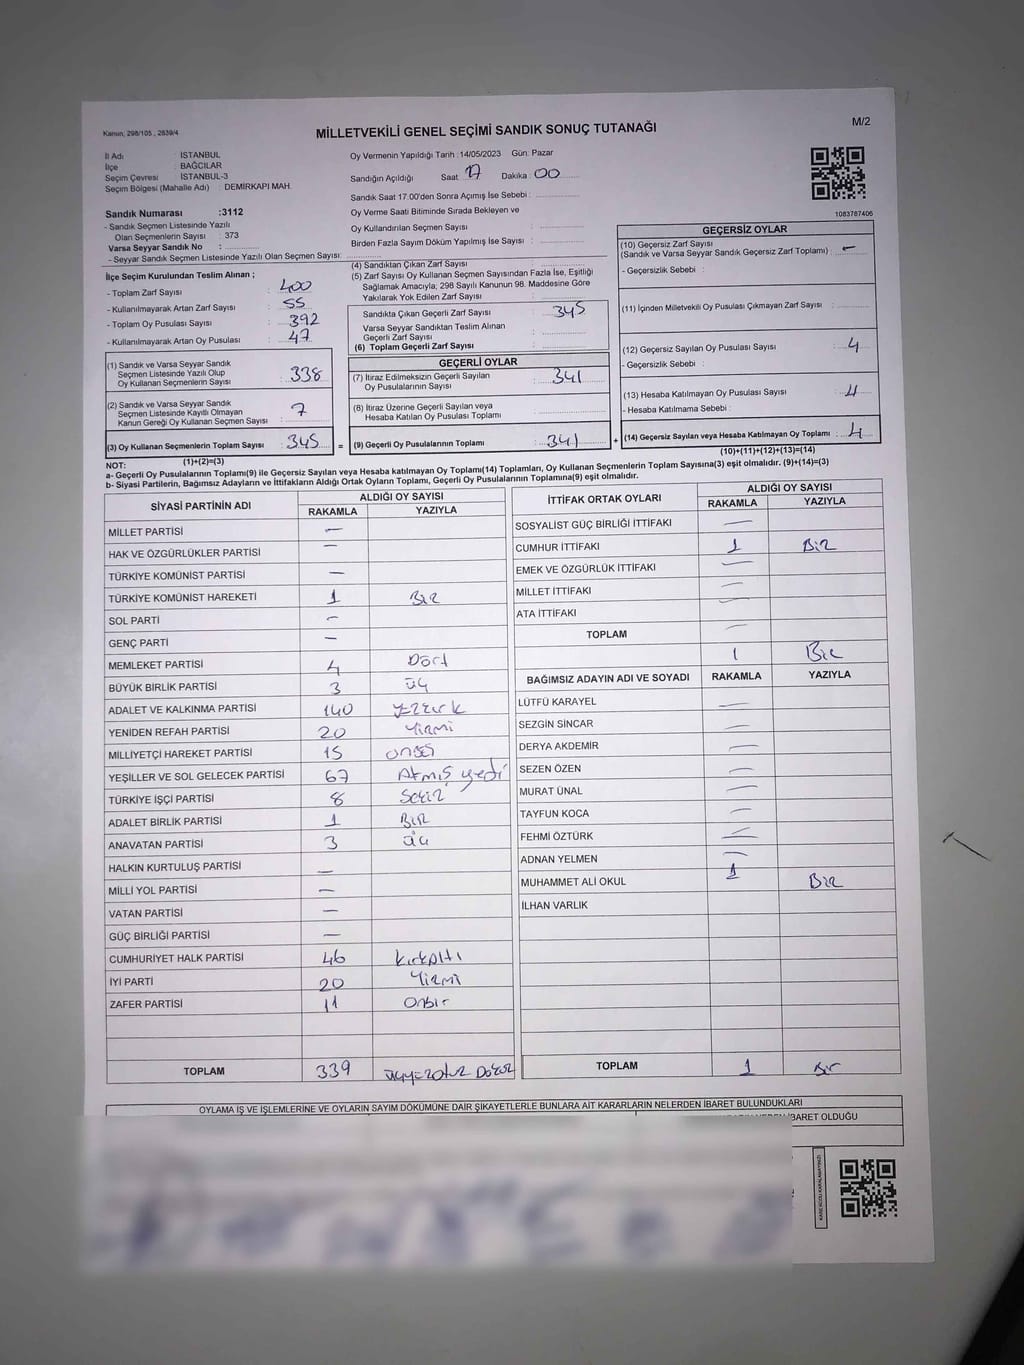 Kanun, 298/105 , 2839/4
MİLLETVEKİLİ GENEL SEÇİMİ SANDIK SONUÇ TUTANAĞI
M/2
İl Adı : İSTANBUL
İlçe : BAĞCILAR
Seçim Çevresi : İSTANBUL-3
Seçim Bölgesi (Mahalle Adı) : DEMİRKAPI MAH.
Sandık Numarası :3112
- Sandık Seçmen Listesinde Yazılı
Olan Seçmenlerin Sayısı : 373
Varsa Seyyar Sandık No :
- Seyyar Sandık Seçmen Listesinde Yazılı Olan Seçmen Sayısı:
Oy Vermenin Yapıldığı Tarih :14/05/2023 Gün: Pazar
Sandığın Açıldığı Saat : 17 Dakika : 00
Sandık Saat 17.00'den Sonra Açımış İse Sebebi :
Oy Verme Saati Bitiminde Sırada Bekleyen ve
Oy Kullandırılan Seçmen Sayısı :
Birden Fazla Sayım Döküm Yapılmış İse Sayısı :
1083787406
İlçe Seçim Kurulundan Teslim Alınan ;
- Toplam Zarf Sayısı : 400
- Kullanılmayarak Artan Zarf Sayısı : 55
- Toplam Oy Pusulası Sayısı : 392
- Kullanılmayarak Artan Oy Pusulası : 47
(4) Sandıktan Çıkan Zarf Sayısı :
(5) Zarf Sayısı Oy Kullanan Seçmen Sayısından Fazla İse, Eşitliği
Sağlamak Amacıyla; 298 Sayılı Kanunun 98. Maddesine Göre
Yakılarak Yok Edilen Zarf Sayısı :
Sandıkta Çıkan Geçerli Zarf Sayısı : 345
Varsa Seyyar Sandıktan Teslim Alınan
Geçerli Zarf Sayısı :
(6) Toplam Geçerli Zarf Sayısı :
GEÇERSİZ OYLAR
(10) Geçersiz Zarf Sayısı
(Sandık ve Varsa Seyyar Sandık Geçersiz Zarf Toplamı) : -
- Geçersizlik Sebebi :
(11) İçinden Milletvekili Oy Pusulası Çıkmayan Zarf Sayısı :
(12) Geçersiz Sayılan Oy Pusulası Sayısı : 4
- Geçersizlik Sebebi :
(13) Hesaba Katılmayan Oy Pusulası Sayısı : 4
- Hesaba Katılmama Sebebi :
(14) Geçersiz Sayılan veya Hesaba Katılmayan Oy Toplamı : 4
(10)+(11)+(12)+(13)=(14)
(1) Sandık ve Varsa Seyyar Sandık
Seçmen Listesinde Yazılı Olup
Oy Kullanan Seçmenlerin Sayısı : 338
(2) Sandık ve Varsa Seyyar Sandık
Seçmen Listesinde Kayıtlı Olmayan
Kanun Gereği Oy Kullanan Seçmen Sayısı : 7
(3) Oy Kullanan Seçmenlerin Toplam Sayısı : 345
(1)+(2)=(3)
=
GEÇERLİ OYLAR
(7) İtiraz Edilmeksizin Geçerli Sayılan
Oy Pusulalarının Sayısı : 341
(8) İtiraz Üzerine Geçerli Sayılan veya
Hesaba Katılan Oy Pusulası Toplamı :
(9) Geçerli Oy Pusulalarının Toplamı : 341
+
NOT:
a- Geçerli Oy Pusulalarının Toplamı(9) ile Geçersiz Sayılan veya Hesaba katılmayan Oy Toplamı(14) Toplamları, Oy Kullanan Seçmenlerin Toplam Sayısına(3) eşit olmalıdır. (9)+(14)=(3)
b- Siyasi Partilerin, Bağımsız Adayların ve İttifakların Aldığı Ortak Oyların Toplamı, Geçerli Oy Pusulalarının Toplamına(9) eşit olmalıdır.
SİYASİ PARTİNİN ADI ALDIĞI OY SAYISI
RAKAMLA YAZIYLA
MİLLET PARTİSİ -
HAK VE ÖZGÜRLÜKLER PARTİSİ -
TÜRKİYE KOMÜNİST PARTİSİ -
TÜRKİYE KOMÜNİST HAREKETİ 1 Bir
SOL PARTİ -
GENÇ PARTİ -
MEMLEKET PARTİSİ 4 Dört
BÜYÜK BİRLİK PARTİSİ 3 üç
ADALET VE KALKINMA PARTİSİ 140
YENİDEN REFAH PARTİSİ 20 Yirmi
MİLLİYETÇİ HAREKET PARTİSİ 15
YEŞİLLER VE SOL GELECEK PARTİSİ 67 Atmış yedi
TÜRKİYE İŞÇİ PARTİSİ 8 Sekiz
ADALET BİRLİK PARTİSİ 1 Bir
ANAVATAN PARTİSİ 3 üç
HALKIN KURTULUŞ PARTİSİ -
MİLLİ YOL PARTİSİ -
VATAN PARTİSİ -
GÜÇ BİRLİĞİ PARTİSİ -
CUMHURİYET HALK PARTİSİ 46 kırkaltı
İYİ PARTİ 20 Yirmi
ZAFER PARTİSİ 11 Onbir
TOPLAM 339 üçyüzotuz Dokuz
İTTİFAK ORTAK OYLARI ALDIĞI OY SAYISI
RAKAMLA YAZIYLA
SOSYALİST GÜÇ BİRLİĞİ İTTİFAKI -
CUMHUR İTTİFAKI 1 Bir
EMEK VE ÖZGÜRLÜK İTTİFAKI -
MİLLET İTTİFAKI -
ATA İTTİFAKI -
TOPLAM -
1 Bir
BAĞIMSIZ ADAYIN ADI VE SOYADI RAKAMLA YAZIYLA
LÜTFÜ KARAYEL -
SEZGİN SİNCAR -
DERYA AKDEMİR -
SEZEN ÖZEN -
MURAT ÜNAL -
TAYFUN KOCA -
FEHMİ ÖZTÜRK -
ADNAN YELMEN -
MUHAMMET ALİ OKUL 1 Bir
İLHAN VARLIK
TOPLAM 1 Bir
OYLAMA İŞ VE İŞLEMLERİNE VE OYLARIN SAYIM DÖKÜMÜNE DAİR ŞİKAYETLERLE BUNLARA AİT KARARLARIN NELERDEN İBARET BULUNDUKLARI
İBARET OLDUĞU